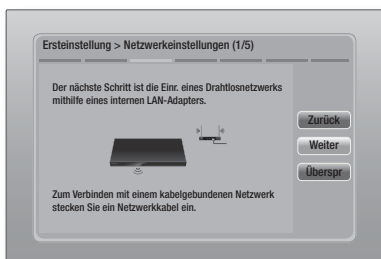 Ersteinstellung > Netzwerkeinstellungen (1/5)
Der nächste Schritt ist die Einr. eines Drahtlosnetzwerks
mithilfe eines internen LAN-Adapters.
Zurück
Weiter
Überspr
Zum Verbinden mit einem kabelgebundenen Netzwerk
stecken Sie ein Netzwerkkabel ein.